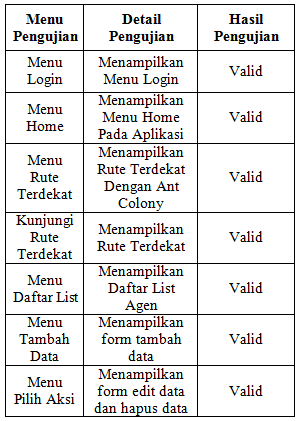 Menu Pengujian | Detail Pengujian | Hasil Pengujian
Menu Login | Menampilkan Menu Login | Valid
Menu Home | Menampilkan Menu Home Pada Aplikasi | Valid
Menu Rute Terdekat | Menampilkan Rute Terdekat Dengan Ant Colony | Valid
Kunjungi Rute Terdekat | Menampilkan Rute Terdekat | Valid
Menu Daftar List | Menampilkan Daftar List Agen | Valid
Menu Tambah Data | Menampilkan form tambah data | Valid
Menu Pilih Aksi | Menampilkan form edit data dan hapus data | Valid